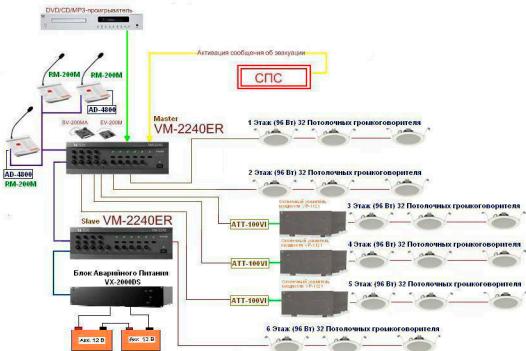 DVD/CD/MP3-проигрыватель
Активация сообщения об эвакуации
СПС
RM-200M
RM-200M
AD-4800
SV-200MA
EV-200M
Master
VM-2240ER
AD-4800
RM-200M
1 Этаж (96 Вт) 32 Потолочных громкоговорителя
2 Этаж (96 Вт) 32 Потолочных громкоговорителя
3 Этаж (96 Вт) 32 Потолочных громкоговорителя
ATT-100VI
Slave VM-2240ER
4 Этаж (96 Вт) 32 Потолочных громкоговорителя
ATT-100VI
Блок Аварийного Питания
VX-2000DS
5 Этаж (96 Вт) 32 Потолочных громкоговорителя
ATT-100VI
6 Этаж (96 Вт) 32 Потолочных громкоговорителя
Акк. 12 В
Акк. 12 В